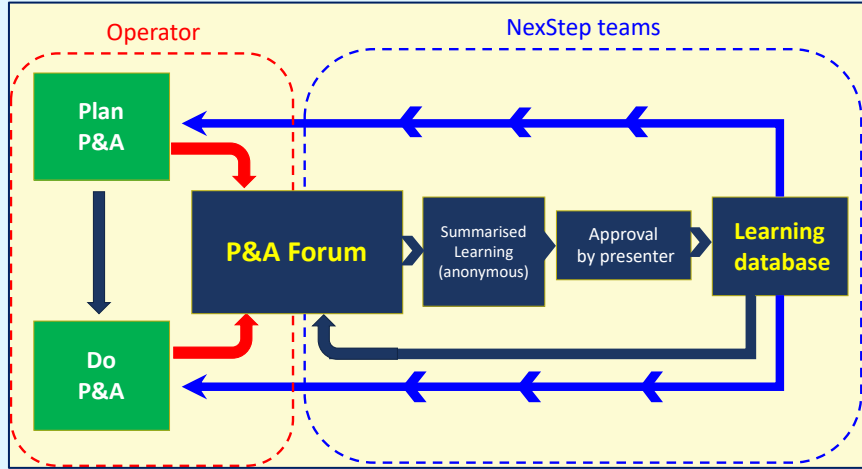 Operator
NexStep teams
Plan
P&A
P&A Forum
Summarised
Learning
(anonymous)
Approval
by presenter
Learning
database
Do
P&A